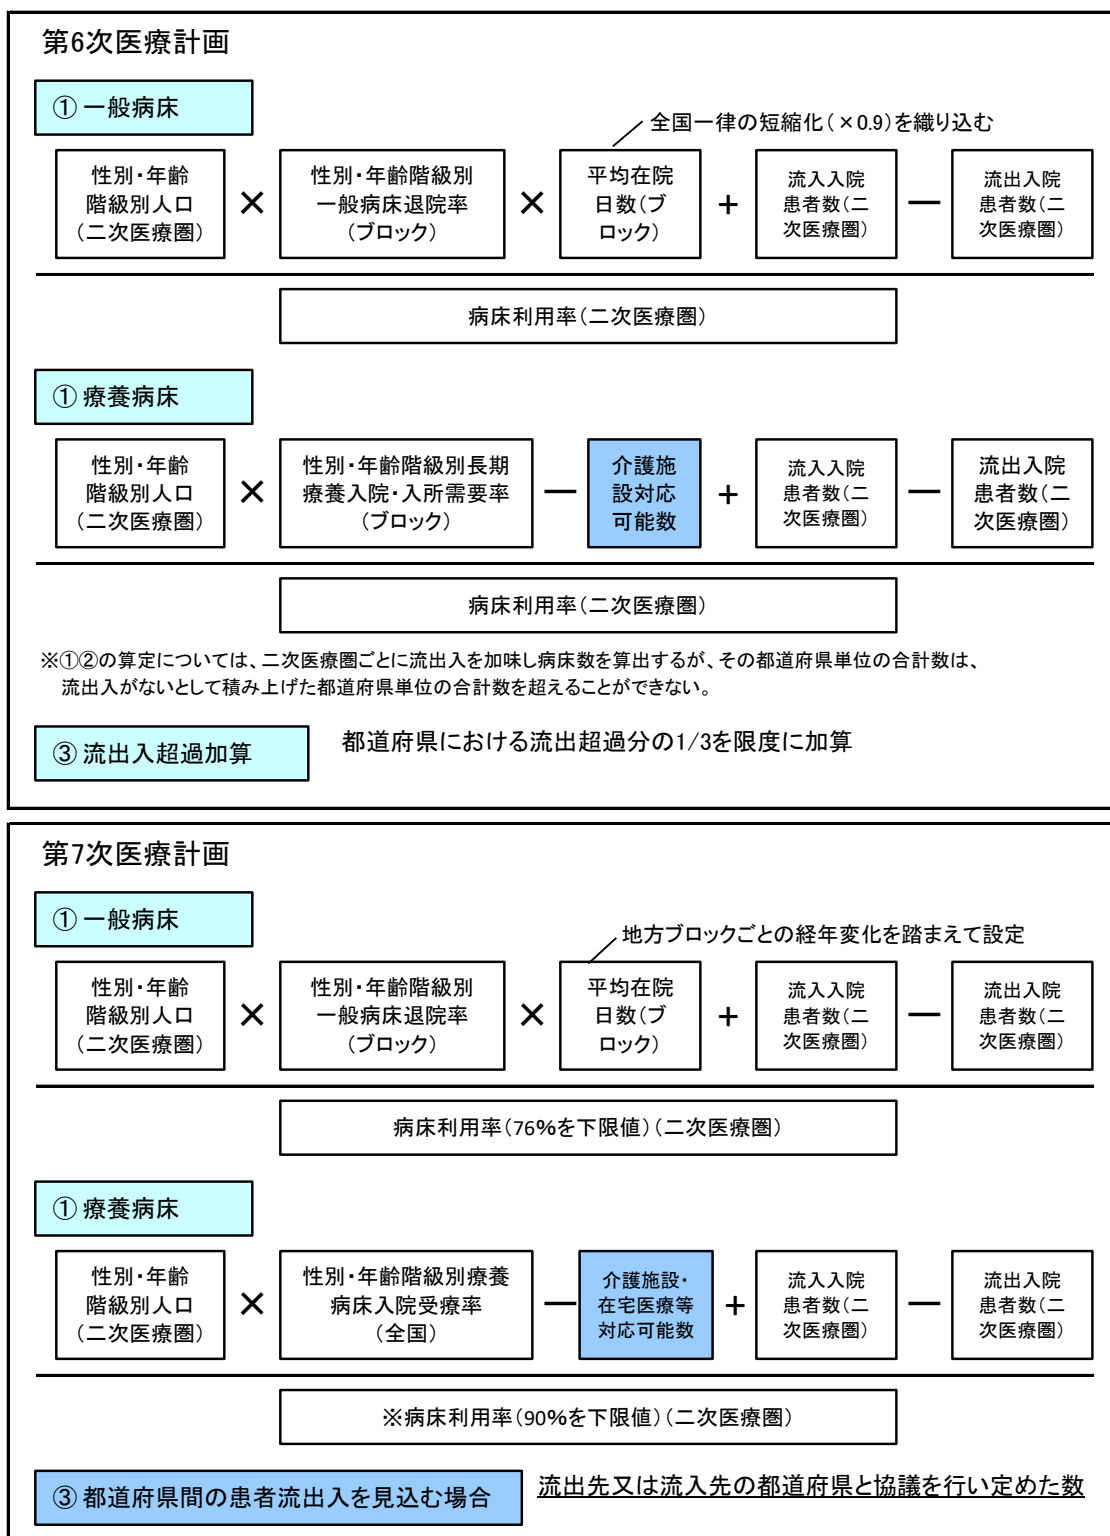 第6次医療計画
① 一般病床
全国一律の短縮化(×0.9)を織り込む
性別・年齢
階級別人口
(二次医療圏)
×
性別・年齢階級別
一般病床退院率
(ブロック)
×
平均在院
日数(ブ
ロック)
+
流入入院
患者数(二
次医療圏)
―
流出入院
患者数(二
次医療圏)
病床利用率(二次医療圏)
① 療養病床
性別・年齢
階級別人口
(二次医療圏)
×
性別・年齢階級別長期
療養入院・入所需要率
(ブロック)
―
介護施
設対応
可能数
+
流入入院
患者数(二
次医療圏)
―
流出入院
患者数(二
次医療圏)
病床利用率(二次医療圏)
※①②の算定については、二次医療圏ごとに流出入を加味し病床数を算出するが、その都道府県単位の合計数は、
流出入がないとして積み上げた都道府県単位の合計数を超えることができない。
③ 流出入超過加算
都道府県における流出超過分の1/3を限度に加算
第7次医療計画
① 一般病床
地方ブロックごとの経年変化を踏まえて設定
性別・年齢
階級別人口
(二次医療圏)
×
性別・年齢階級別
一般病床退院率
(ブロック)
×
平均在院
日数(ブ
ロック)
+
流入入院
患者数(二
次医療圏)
―
流出入院
患者数(二
次医療圏)
病床利用率(76%を下限値)(二次医療圏)
① 療養病床
性別・年齢
階級別人口
(二次医療圏)
×
性別・年齢階級別療養
病床入院受療率
(全国)
―
介護施設・
在宅医療等
対応可能数
+
流入入院
患者数(二
次医療圏)
―
流出入院
患者数(二
次医療圏)
※病床利用率(90%を下限値)(二次医療圏)
③ 都道府県間の患者流出入を見込む場合
流出先又は流入先の都道府県と協議を行い定めた数